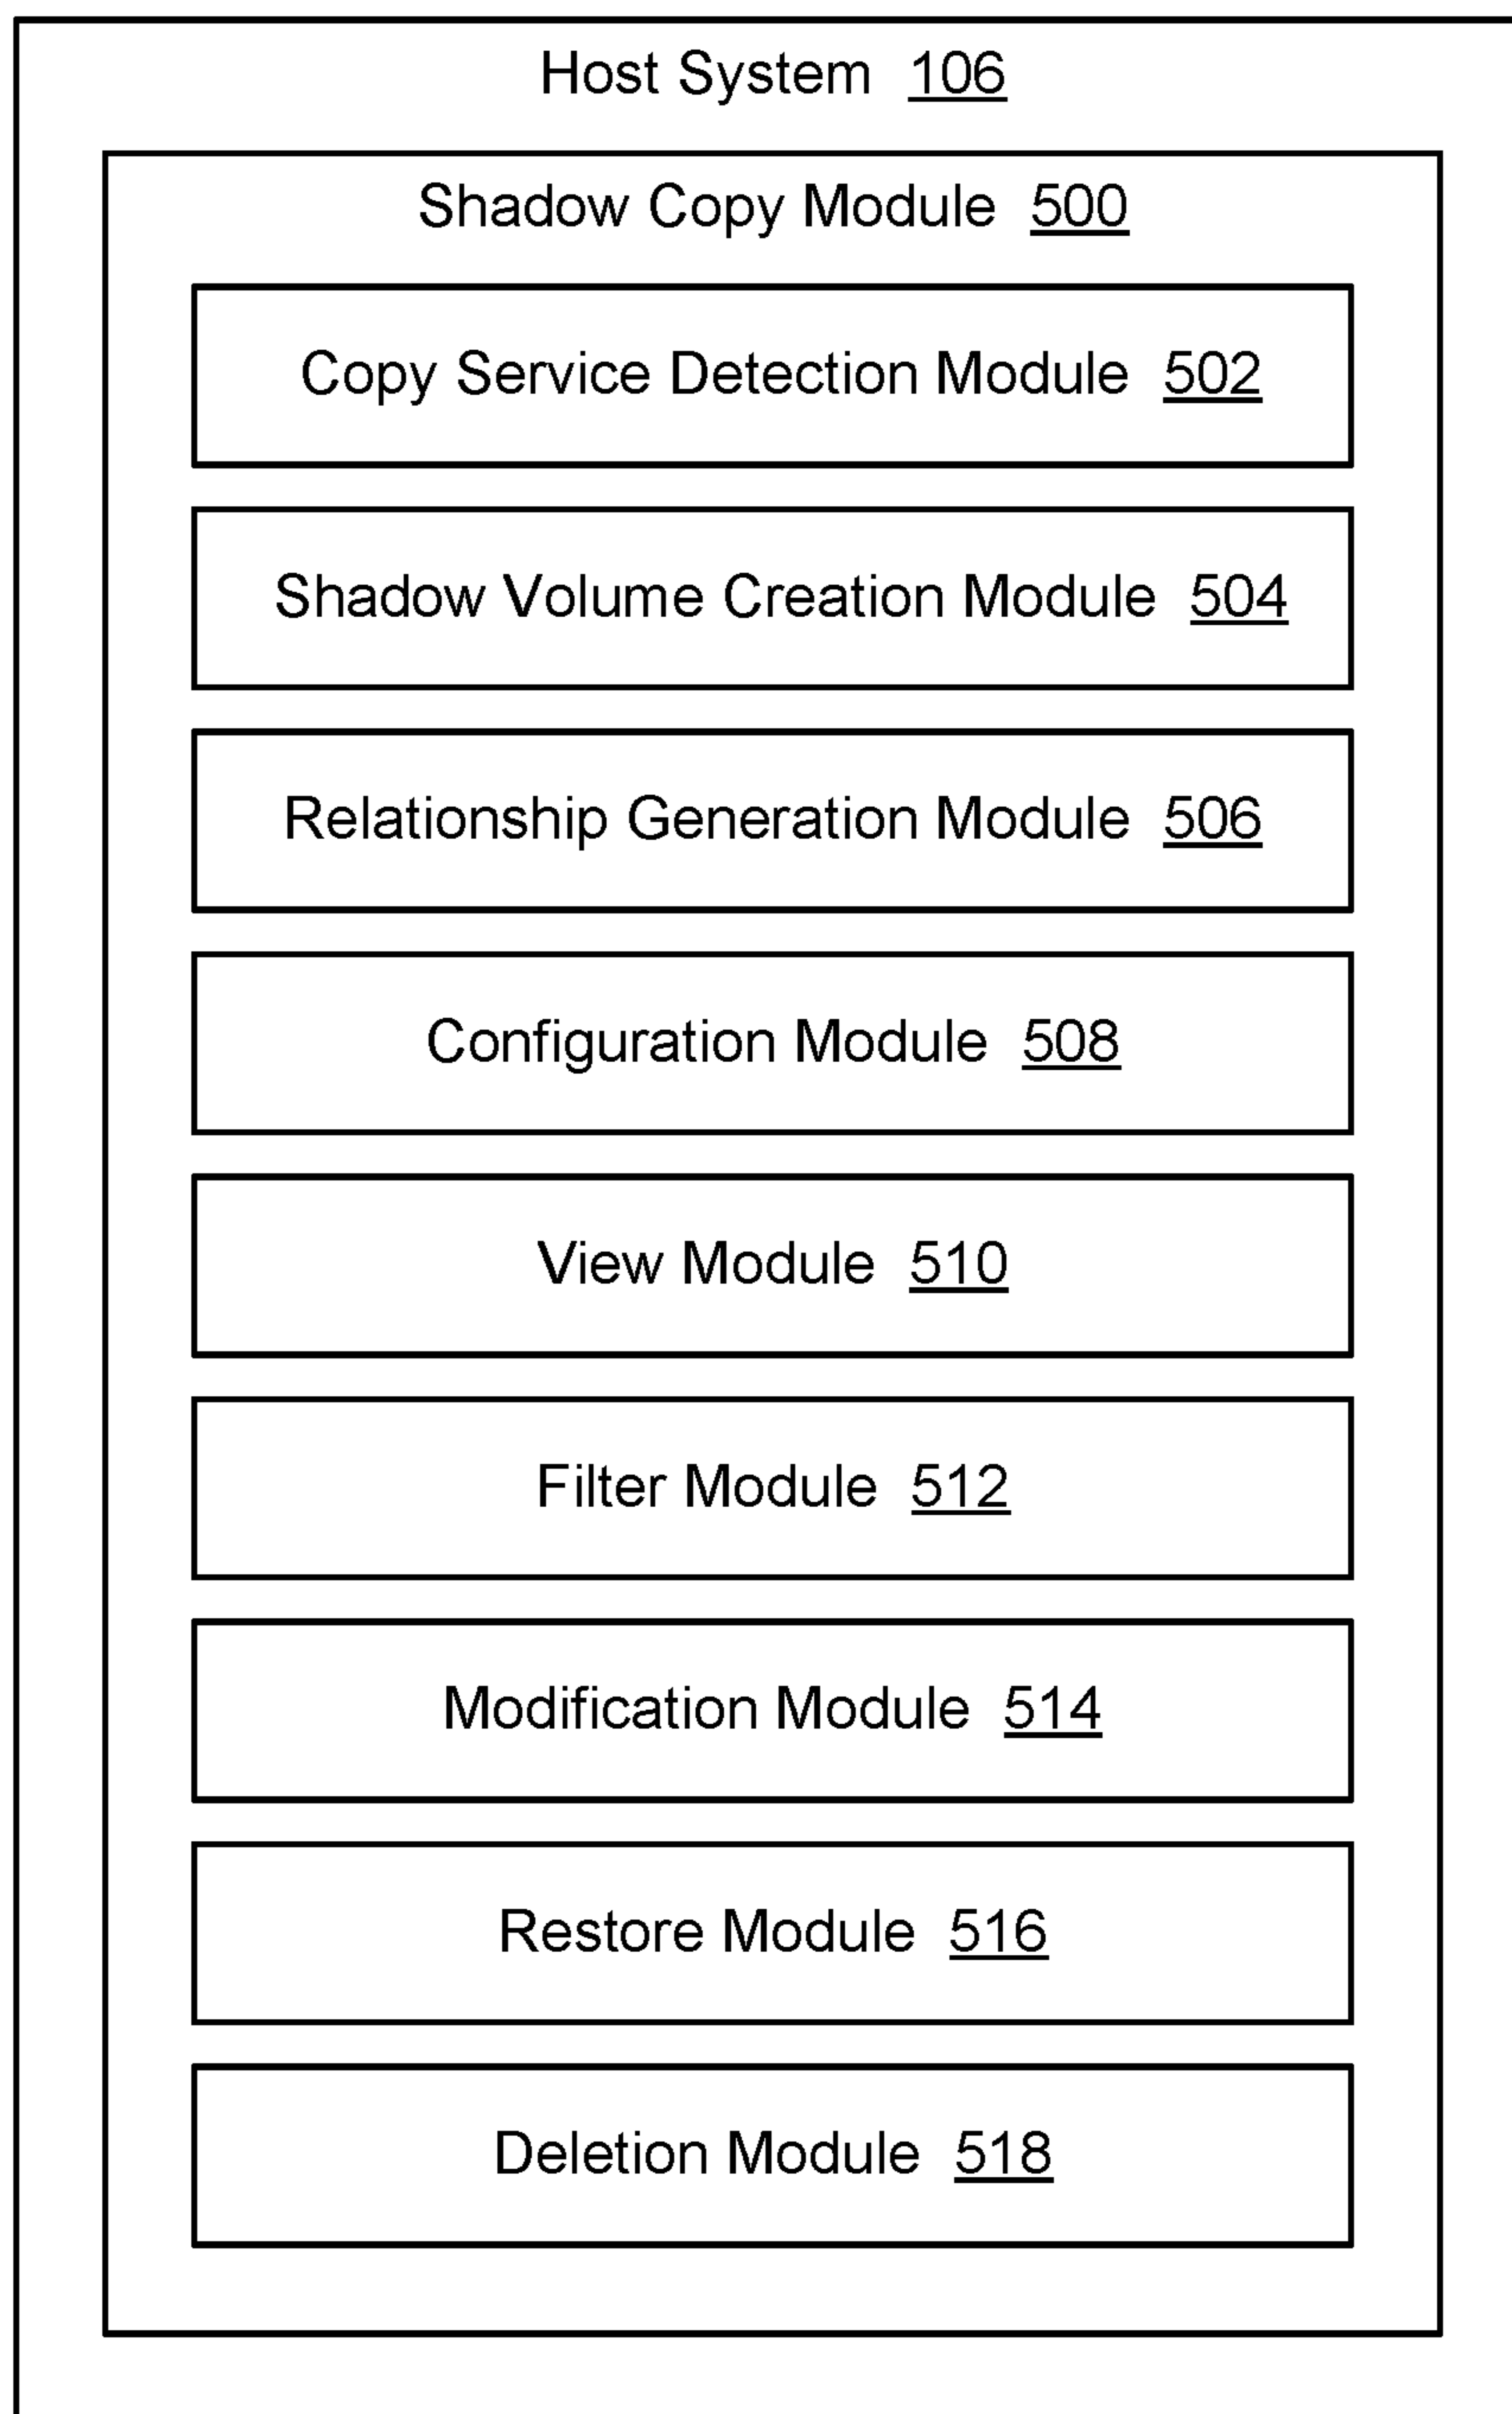 Host System 106
Shadow Copy Module 500
Copy Service Detection Module 502
Shadow Volume Creation Module 504
Relationship Generation Module 506
Configuration Module 508
View Module 510
Filter Module 512
Modification Module 514
Restore Module 516
Deletion Module 518